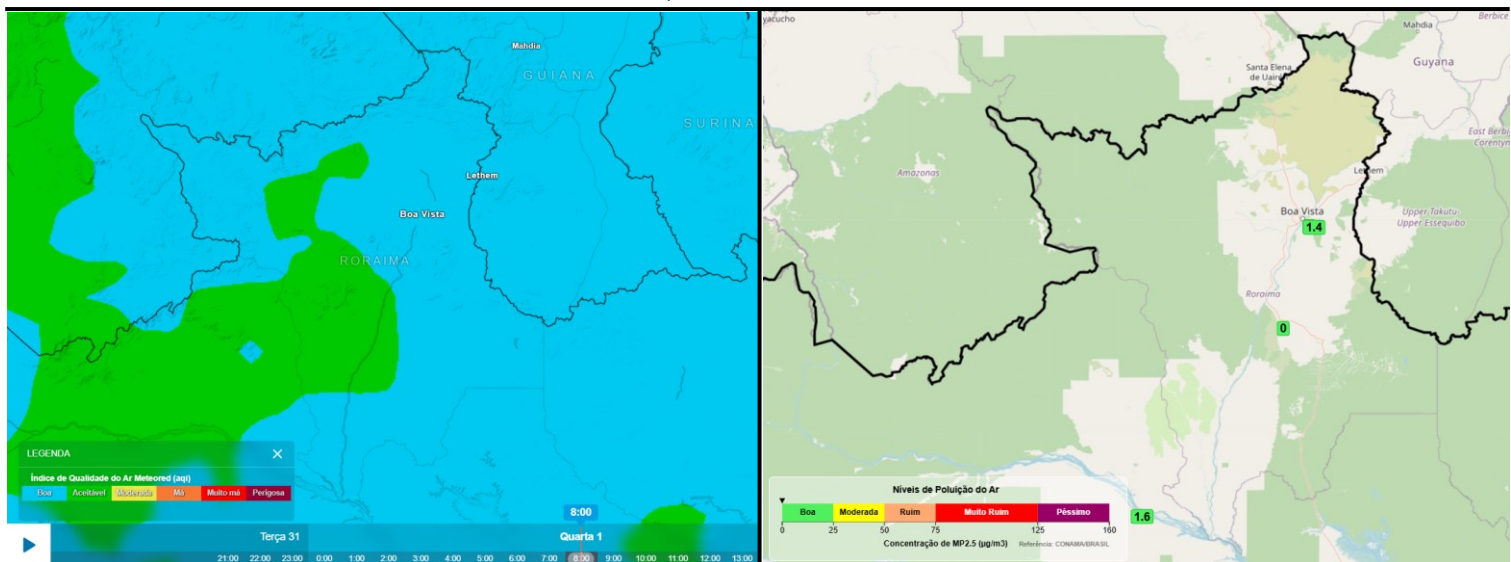 Mahdia
GUIANA
SURINA
Lethem
Boa Vista
RORAIMA
LEGENDA
Índice de Qualidade do Ar Meteored (aqi)
Boa Aceitável Moderada Má Muito má Perigosa
8:00
Terça 31 Quarta 1
21:00 22:00 23:00 0:00 1:00 2:00 3:00 4:00 5:00 6:00 7:00 8:00 9:00 10:00 11:00 12:00 13:00
yacucho
Berbice
Mahdia
Guyana
Santa Elena
de Uairé
East Berbi
Corentyn
Amazonas
Boa Vista
1.4
Upper Takutu
Upper Essequibo
Roraima
0
Níveis de Poluição do Ar
Boa Moderada Ruim Muito Ruim Péssimo
0 25 50 75 125 160
Concentração de MP2.5 (µg/m3) Referência: CONAMA/BRASIL
1.6